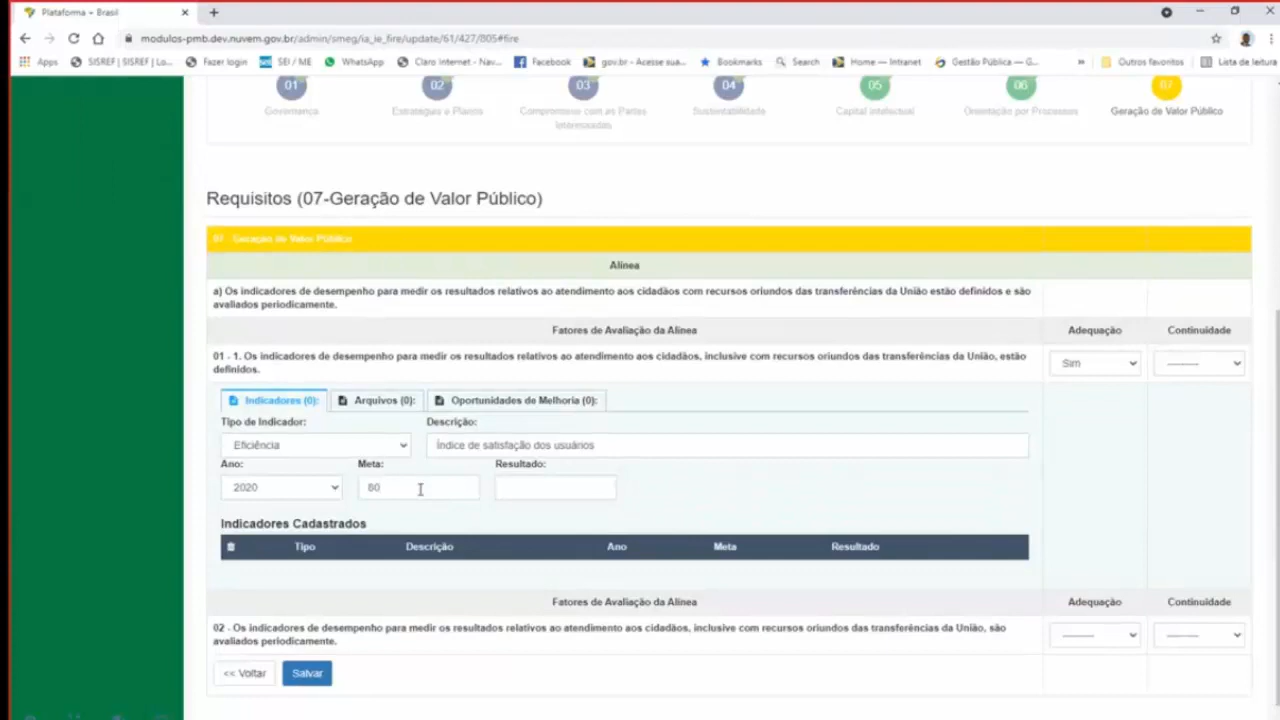 Plataforma + Brasil
modulos-pmb.dev.nuvem.gov.br/admin/smeg/ia_ie_fire/update/61/427/805#fire
Apps SISREF | SISREF | Lo... Fazer login SEI / ME WhatsApp Claro Internet - Nav... Facebook gov.br - Acesse sua... Bookmarks Search Home — Intranet Gestão Pública — G... » Outros favoritos Lista de leitura
01 02 03 04 05 06 07
Governança Estratégias e Planos Compromisso com as Partes Interessadas Sustentabilidade Capital Intelectual Orientação por Processos Geração de Valor Público
Requisitos (07-Geração de Valor Público)
07 - Geração de Valor Público
Alínea
a) Os indicadores de desempenho para medir os resultados relativos ao atendimento aos cidadãos com recursos oriundos das transferências da União estão definidos e são
avaliados periodicamente.
Fatores de Avaliação da Alínea Adequação Continuidade
01 - 1. Os indicadores de desempenho para medir os resultados relativos ao atendimento aos cidadãos, inclusive com recursos oriundos das transferências da União, estão
definidos.
Sim --------
Indicadores (0): Arquivos (0): Oportunidades de Melhoria (0):
Tipo de Indicador: Descrição:
Eficiência Índice de satisfação dos usuários
Ano: Meta: Resultado:
2020 80
Indicadores Cadastrados
Tipo Descrição Ano Meta Resultado
Fatores de Avaliação da Alínea Adequação Continuidade
02 - Os indicadores de desempenho para medir os resultados relativos ao atendimento aos cidadãos, inclusive com recursos oriundos das transferências da União, são
avaliados periodicamente.
-------- --------
<< Voltar Salvar